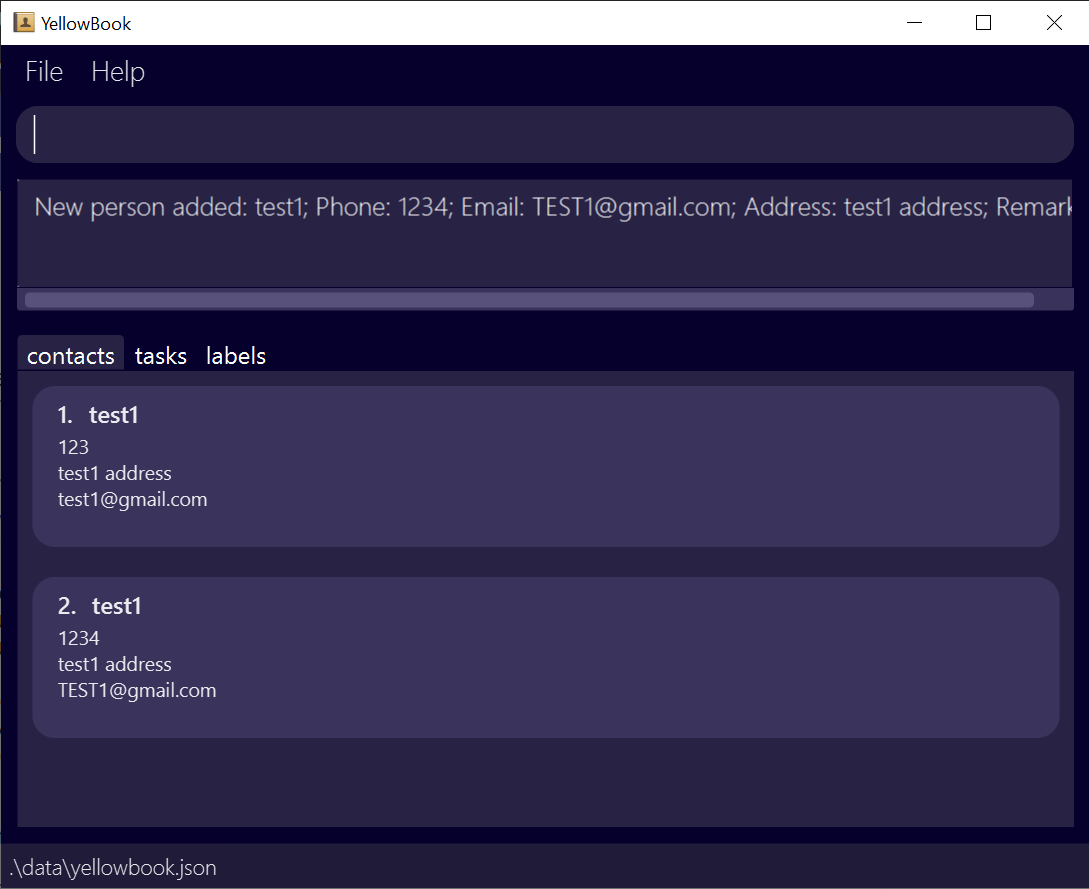 YellowBook
File Help
New person added: test1; Phone: 1234; Email: TEST1@gmail.com; Address: test1 address; Remark
contacts tasks labels
1. test1
123
test1 address
test1@gmail.com
2. test1
1234
test1 address
TEST1@gmail.com
.\data\yellowbook.json